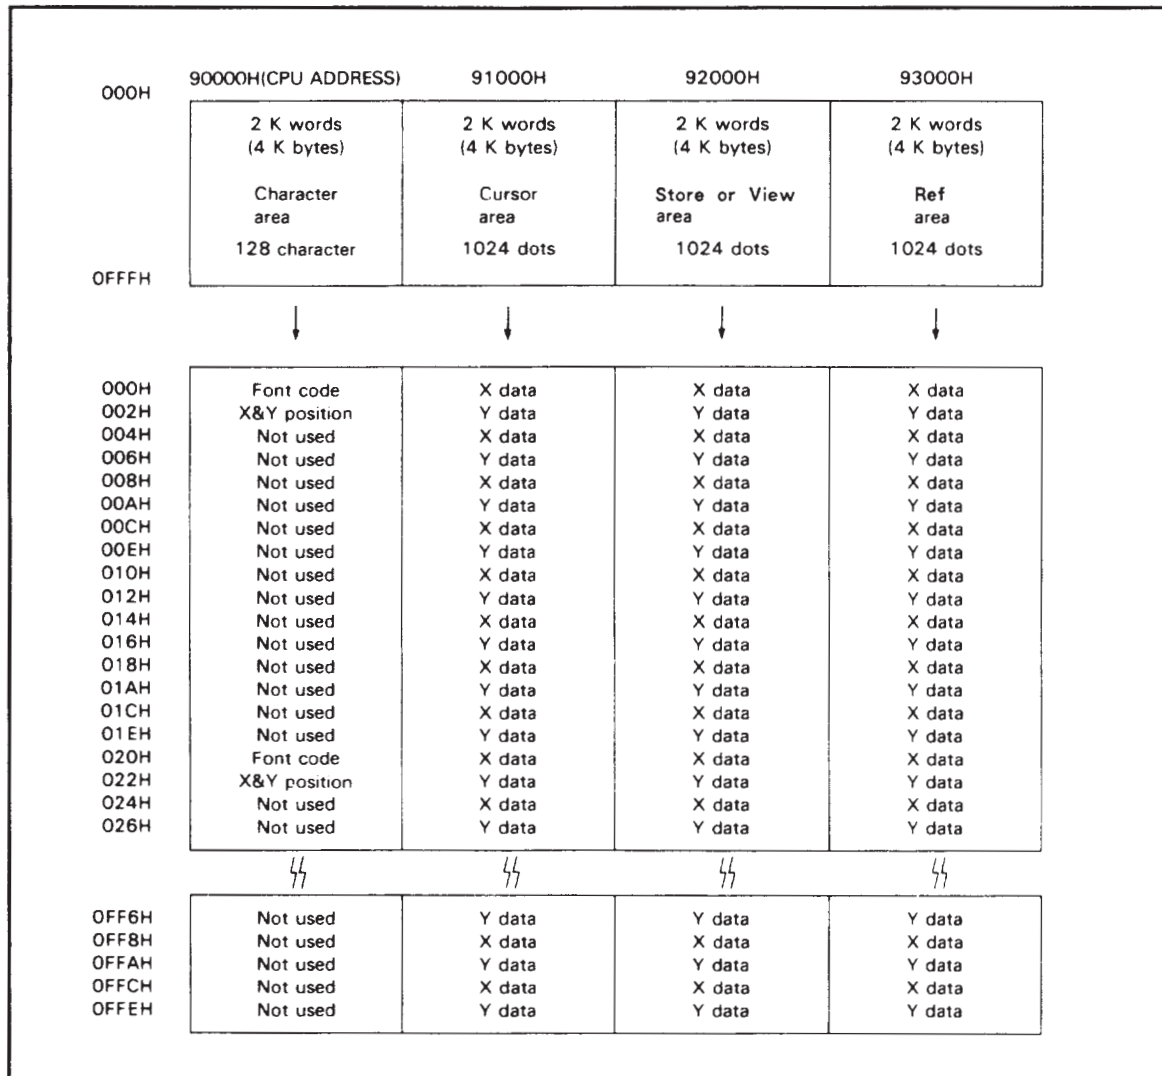 90000H(CPU ADDRESS) 91000H 92000H 93000H
000H
2 K words 2 K words 2 K words 2 K words
(4 K bytes) (4 K bytes) (4 K bytes) (4 K bytes)
Character Cursor Store or View Ref
area area area area
128 character 1024 dots 1024 dots 1024 dots
0FFFH
000H Font code X data X data X data
002H X&Y position Y data Y data Y data
004H Not used X data X data X data
006H Not used Y data Y data Y data
008H Not used X data X data X data
00AH Not used Y data Y data Y data
00CH Not used X data X data X data
00EH Not used Y data Y data Y data
010H Not used X data X data X data
012H Not used Y data Y data Y data
014H Not used X data X data X data
016H Not used Y data Y data Y data
018H Not used X data X data X data
01AH Not used Y data Y data Y data
01CH Not used X data X data X data
01EH Not used Y data Y data Y data
020H Font code X data X data X data
022H X&Y position Y data Y data Y data
024H Not used X data X data X data
026H Not used Y data Y data Y data
0FF6H Not used Y data Y data Y data
0FF8H Not used X data X data X data
0FFAH Not used Y data Y data Y data
0FFCH Not used X data X data X data
0FFEH Not used Y data Y data Y data